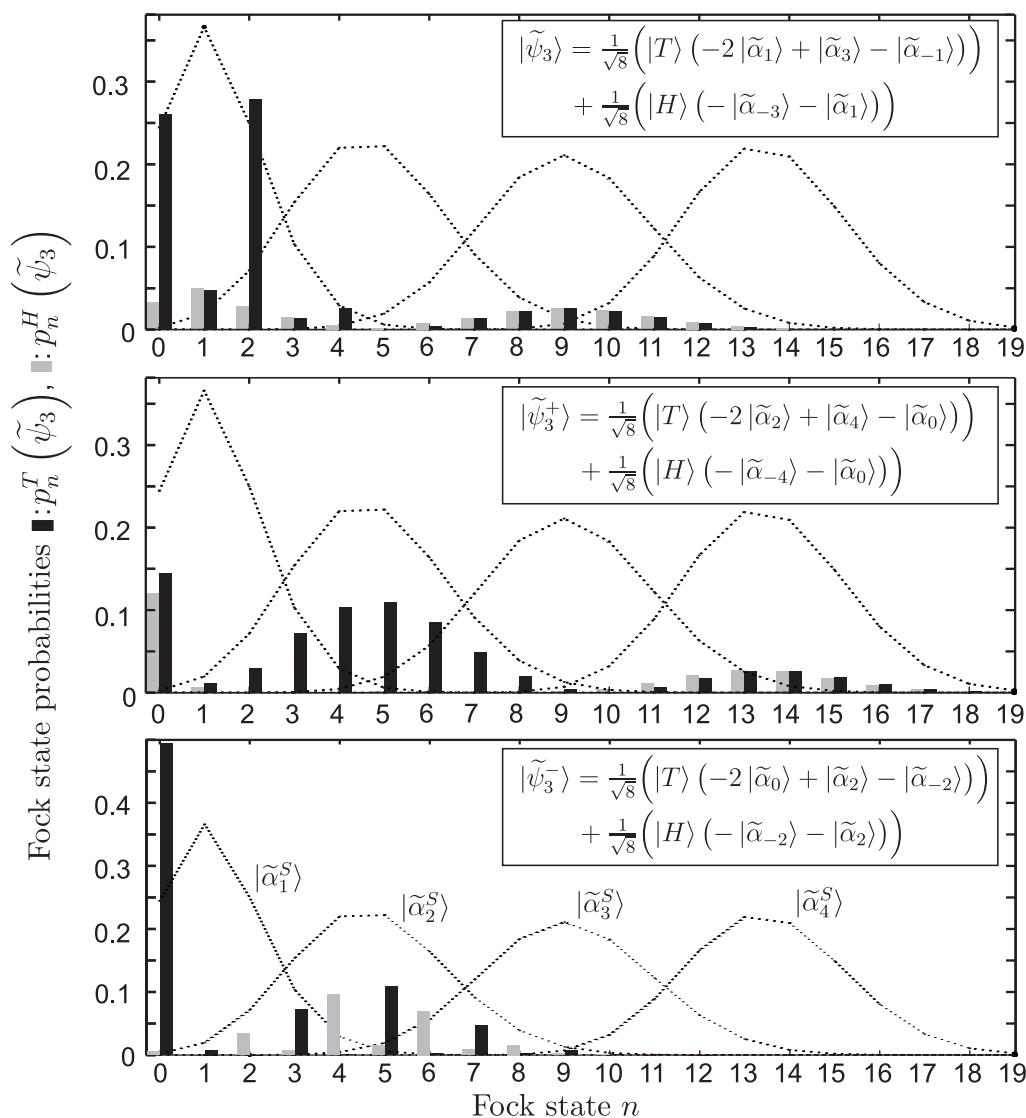 Fock state probabilities ■: pₙᵀ (ψ̃₃), ■: pₙᴴ (ψ̃₃)
0.3
0.2
0.1
0
|ψ̃₃⟩ = 1/√8 (|T⟩ (−2 |α̃₁⟩ + |α̃₃⟩ − |α̃₋₁⟩))
+ 1/√8 (|H⟩ (− |α̃₋₃⟩ − |α̃₁⟩))
0 1 2 3 4 5 6 7 8 9 10 11 12 13 14 15 16 17 18 19
0.3
0.2
0.1
0
|ψ̃₃⁺⟩ = 1/√8 (|T⟩ (−2 |α̃₂⟩ + |α̃₄⟩ − |α̃₀⟩))
+ 1/√8 (|H⟩ (− |α̃₋₄⟩ − |α̃₀⟩))
0 1 2 3 4 5 6 7 8 9 10 11 12 13 14 15 16 17 18 19
0.4
0.3
0.2
0.1
0
|ψ̃₃⁻⟩ = 1/√8 (|T⟩ (−2 |α̃₀⟩ + |α̃₂⟩ − |α̃₋₂⟩))
+ 1/√8 (|H⟩ (− |α̃₋₂⟩ − |α̃₂⟩))
|α̃₁ˢ⟩
|α̃₂ˢ⟩
|α̃₃ˢ⟩
|α̃₄ˢ⟩
0 1 2 3 4 5 6 7 8 9 10 11 12 13 14 15 16 17 18 19
Fock state n